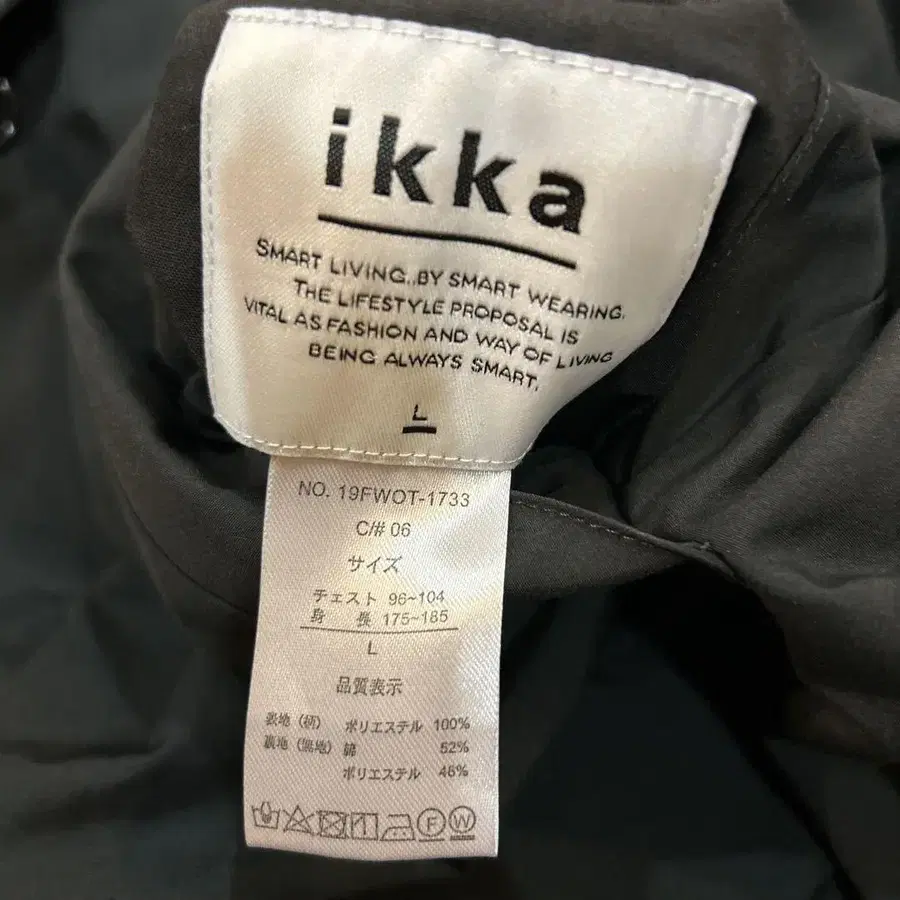 ikka
SMART LIVING..BY SMART WEARING.
THE LIFESTYLE PROPOSAL IS
VITAL AS FASHION AND WAY OF LIVING
BEING ALWAYS SMART.
L
NO. 19FWOT-1733
C/# 06
サイズ
チェスト 96~104
身 長 175~185
L
品質表示
表地 (柄) ポリエステル 100%
裏地 (無地) 綿 52%
ポリエステル 48%
F W